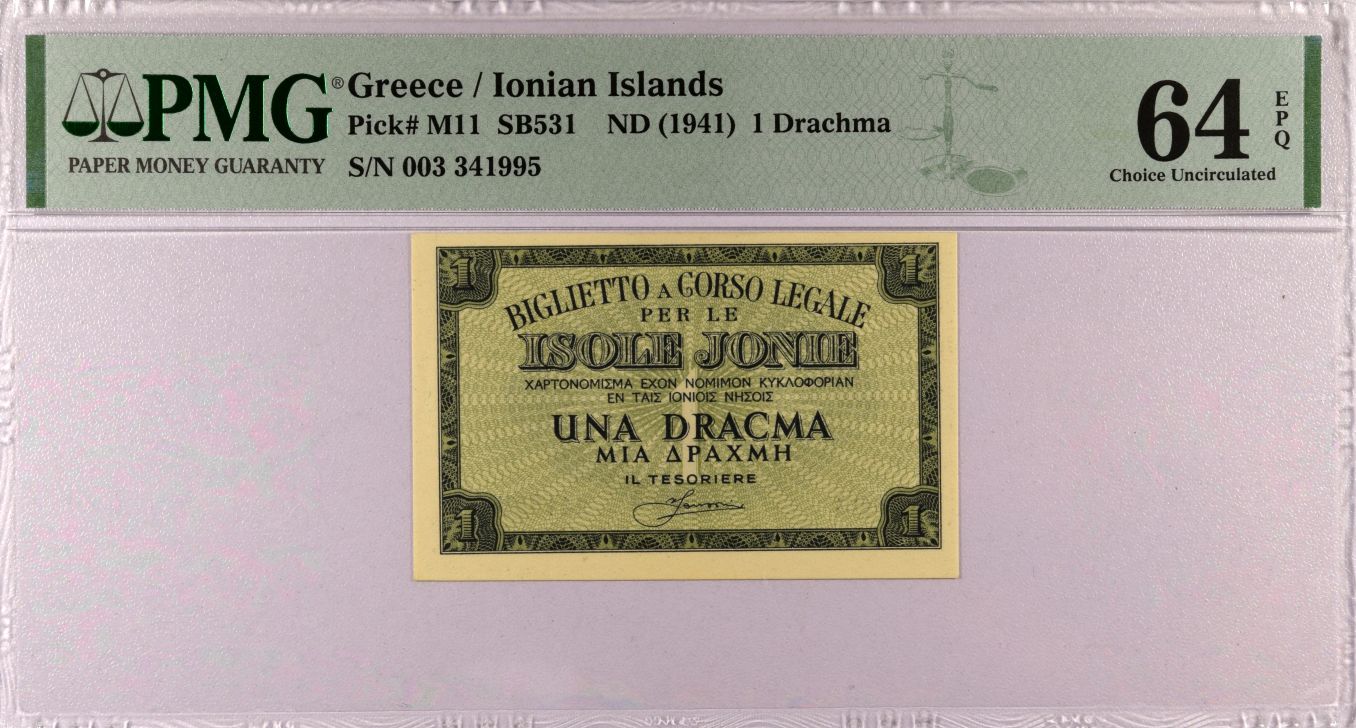 PMG® Greece / Ionian Islands
Pick# M11 SB531 ND (1941) 1 Drachma
PAPER MONEY GUARANTY S/N 003 341995
64 EPQ
Choice Uncirculated
1 1
BIGLIETTO A CORSO LEGALE
PER LE
ISOLE JONIE
ΧΑΡΤΟΝΟΜΙΣΜΑ ΕΧΟΝ ΝΟΜΙΜΟΝ ΚΥΚΛΟΦΟΡΙΑΝ
ΕΝ ΤΑΙΣ ΙΟΝΙΟΙΣ ΝΗΣΟΙΣ
UNA DRACMA
ΜΙΑ ΔΡΑΧΜΗ
IL TESORIERE
1 1